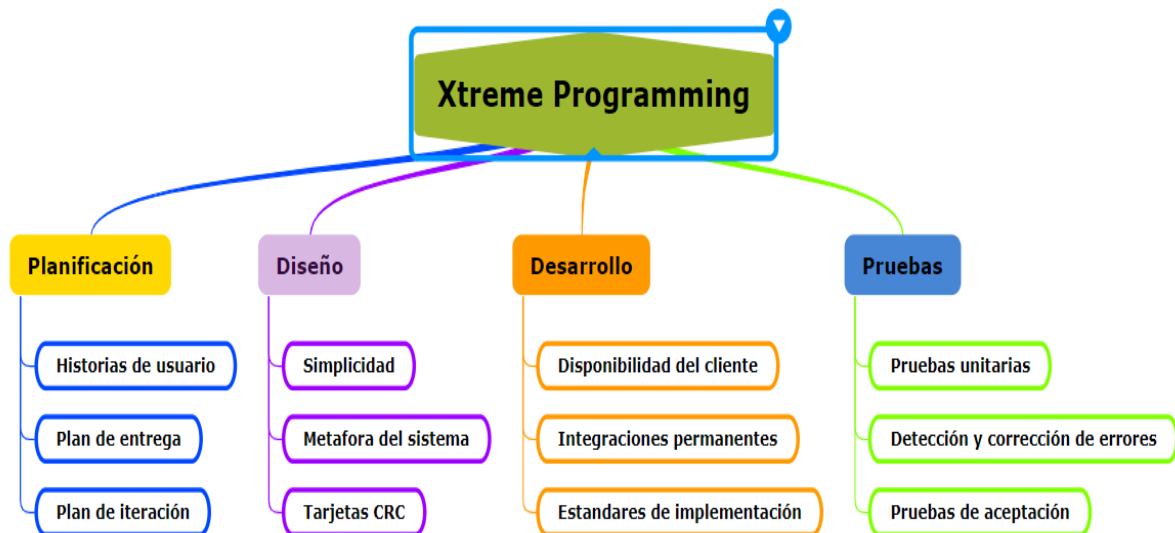 Xtreme Programming
Planificación
Historias de usuario
Plan de entrega
Plan de iteración
Diseño
Simplicidad
Metafora del sistema
Tarjetas CRC
Desarrollo
Disponibilidad del cliente
Integraciones permanentes
Estandares de implementación
Pruebas
Pruebas unitarias
Detección y corrección de errores
Pruebas de aceptación